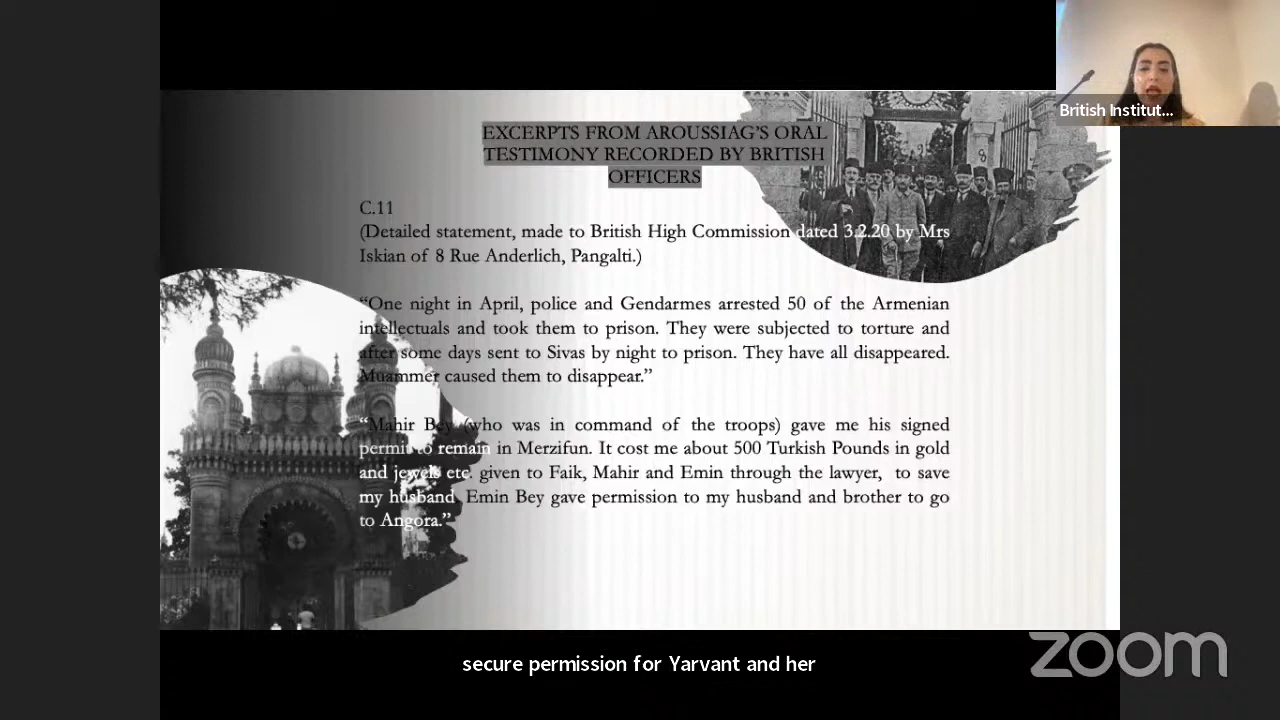 British Institut...
EXCERPTS FROM AROUSSIAG'S ORAL
TESTIMONY RECORDED BY BRITISH
OFFICERS
C.11
(Detailed statement, made to British High Commission dated 3.2.20 by Mrs
Iskian of 8 Rue Anderlich, Pangalti.)
“One night in April, police and Gendarmes arrested 50 of the Armenian
intellectuals and took them to prison. They were subjected to torture and
after some days sent to Sivas by night to prison. They have all disappeared.
Muammer caused them to disappear.”
“Mahir Bey (who was in command of the troops) gave me his signed
permit to remain in Merzifun. It cost me about 500 Turkish Pounds in gold
and jewels etc. given to Faik, Mahir and Emin through the lawyer, to save
my husband Emin Bey gave permission to my husband and brother to go
to Angora.”
secure permission for Yarvant and her
zoom